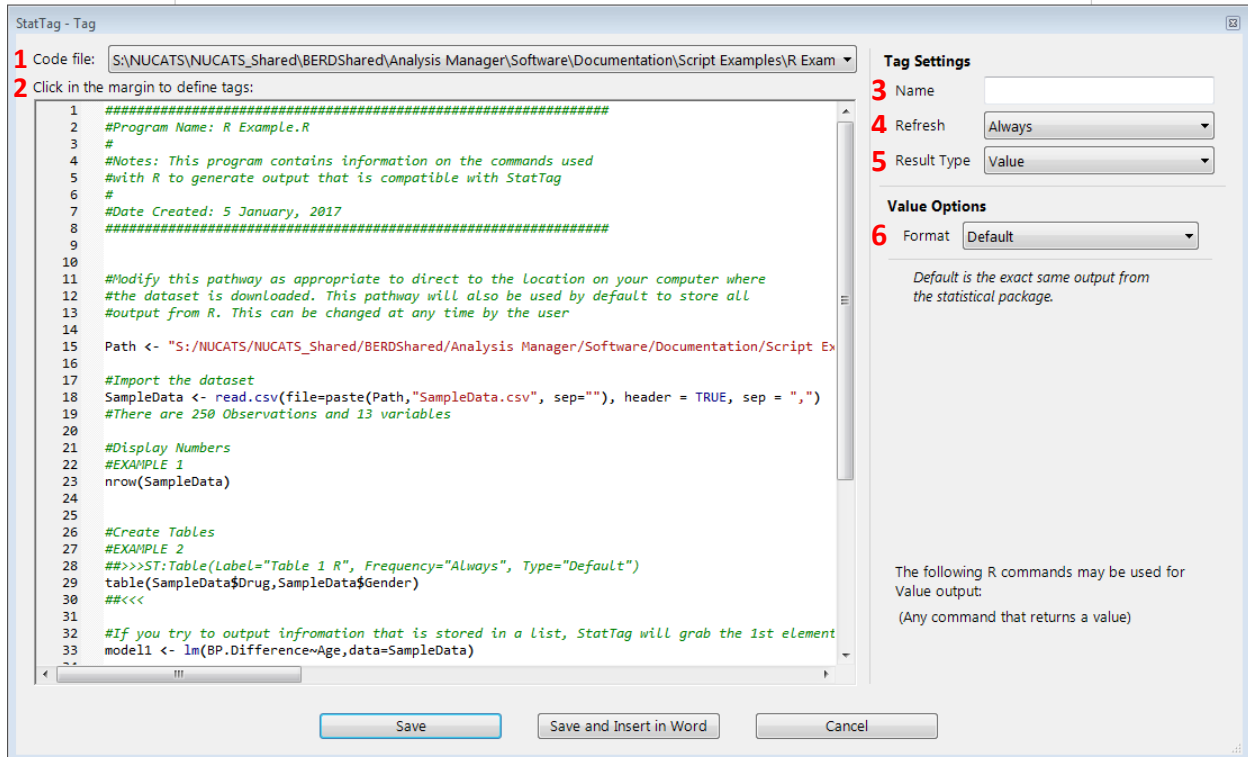 StatTag - Tag
1 Code file: S:\NUCATS\NUCATS_Shared\BERDShared\Analysis Manager\Software\Documentation\Script Examples\R Exam
2 Click in the margin to define tags:
1 ################################################################
2 #Program Name: R Example.R
3 #
4 #Notes: This program contains information on the commands used
5 #with R to generate output that is compatible with StatTag
6 #
7 #Date Created: 5 January, 2017
8 ################################################################
9
10
11 #Modify this pathway as appropriate to direct to the location on your computer where
12 #the dataset is downloaded. This pathway will also be used by default to store all
13 #output from R. This can be changed at any time by the user
14
15 Path <- "S:/NUCATS/NUCATS_Shared/BERDShared/Analysis Manager/Software/Documentation/Script Ex
16
17 #Import the dataset
18 SampleData <- read.csv(file=paste(Path,"SampleData.csv", sep=""), header = TRUE, sep = ",")
19 #There are 250 Observations and 13 variables
20
21 #Display Numbers
22 #EXAMPLE 1
23 nrow(SampleData)
24
25
26 #Create Tables
27 #EXAMPLE 2
28 ##>>>ST:Table(Label="Table 1 R", Frequency="Always", Type="Default")
29 table(SampleData$Drug,SampleData$Gender)
30 ##<<<
31
32 #If you try to output infromation that is stored in a list, StatTag will grab the 1st element
33 model1 <- lm(BP.Difference~Age,data=SampleData)
Tag Settings
3 Name
4 Refresh Always
5 Result Type Value
Value Options
6 Format Default
Default is the exact same output from
the statistical package.
The following R commands may be used for
Value output:
(Any command that returns a value)
Save Save and Insert in Word Cancel